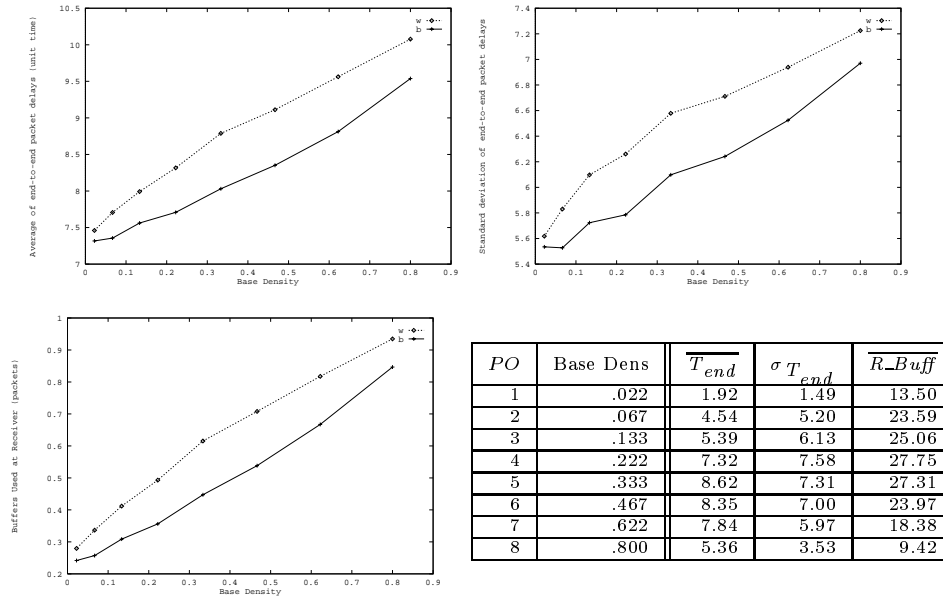 Average of end-to-end packet delays (unit time)
10.5
10
9.5
9
8.5
8
7.5
7
0 0.1 0.2 0.3 0.4 0.5 0.6 0.7 0.8 0.9
Base Density
w
b
Standard deviation of end-to-end packet delays
7.4
7.2
7
6.8
6.6
6.4
6.2
6
5.8
5.6
5.4
0 0.1 0.2 0.3 0.4 0.5 0.6 0.7 0.8 0.9
Base Density
w
b
Buffers Used at Receiver (packets)
1
0.9
0.8
0.7
0.6
0.5
0.4
0.3
0.2
0 0.1 0.2 0.3 0.4 0.5 0.6 0.7 0.8 0.9
Base Density
w
b
PO Base Dens T_end σ T_end R_Buff
1 .022 1.92 1.49 13.50
2 .067 4.54 5.20 23.59
3 .133 5.39 6.13 25.06
4 .222 7.32 7.58 27.75
5 .333 8.62 7.31 27.31
6 .467 8.35 7.00 23.97
7 .622 7.84 5.97 18.38
8 .800 5.36 3.53 9.42